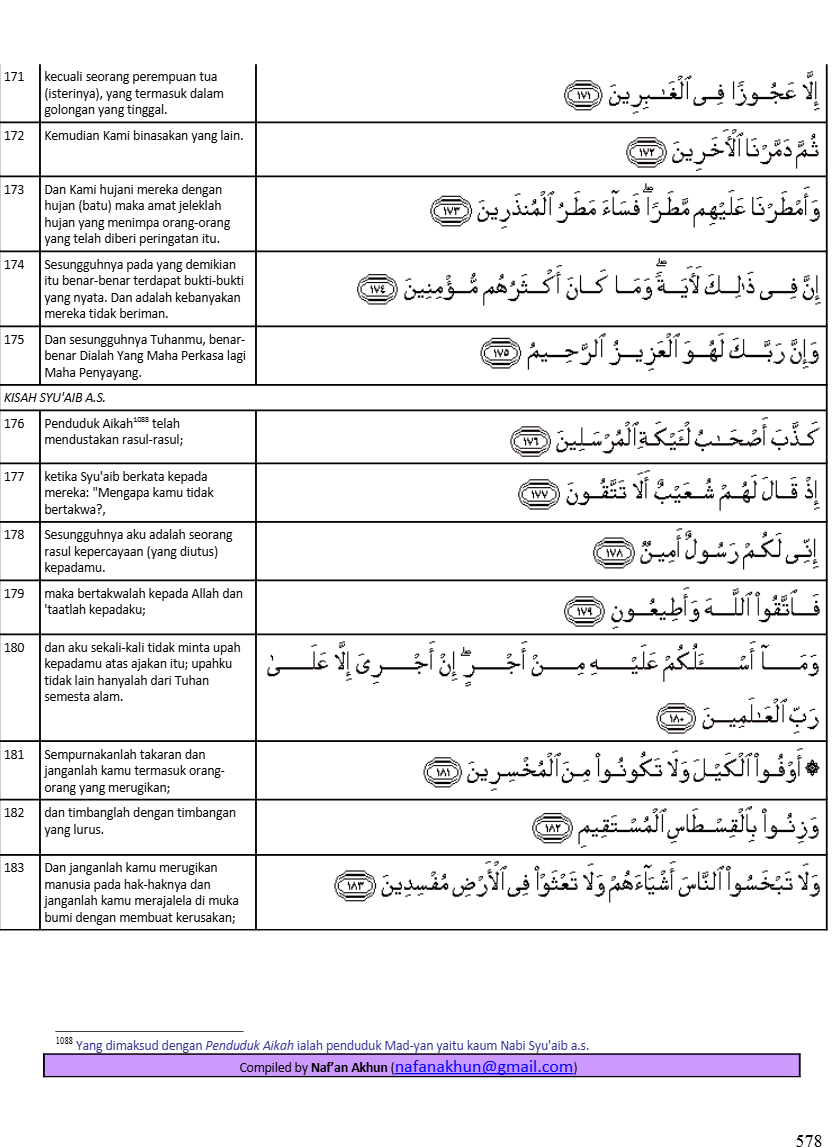 171
kecuali seorang perempuan tua
(isterinya), yang termasuk dalam
golongan yang tinggal.
إِلَّا عَجُوزًا فِى ٱلْغَـٰبِرِينَ ١٧١
172
Kemudian Kami binasakan yang lain.
ثُمَّ دَمَّرْنَا ٱلْأَخَرِينَ ١٧٢
173
Dan Kami hujani mereka dengan
hujan (batu) maka amat jeleklah
hujan yang menimpa orang-orang
yang telah diberi peringatan itu.
وَأَمْطَرْنَا عَلَيْهِم مَّطَرًاۖ فَسَآءَ مَطَرُ ٱلْمُنذَرِينَ ١٧٣
174
Sesungguhnya pada yang demikian
itu benar-benar terdapat bukti-bukti
yang nyata. Dan adalah kebanyakan
mereka tidak beriman.
إِنَّ فِى ذَٰلِكَ لَأَيَةًۖ وَمَا كَانَ أَكْثَرُهُم مُّؤْمِنِينَ ١٧٤
175
Dan sesungguhnya Tuhanmu, benar-
benar Dialah Yang Maha Perkasa lagi
Maha Penyayang.
وَإِنَّ رَبَّكَ لَهُوَ ٱلْعَزِيزُ ٱلرَّحِيمُ ١٧٥
KISAH SYU'AIB A.S.
176
Penduduk Aikah1088 telah
mendustakan rasul-rasul;
كَذَّبَ أَصْحَـٰبُ لْـَٔيْكَةِ ٱلْمُرْسَلِينَ ١٧٦
177
ketika Syu'aib berkata kepada
mereka: "Mengapa kamu tidak
bertakwa?,
إِذْ قَالَ لَهُمْ شُعَيْبٌ أَلَا تَتَّقُونَ ١٧٧
178
Sesungguhnya aku adalah seorang
rasul kepercayaan (yang diutus)
kepadamu.
إِنِّى لَكُمْ رَسُولٌ أَمِينٌ ١٧٨
179
maka bertakwalah kepada Allah dan
'taatlah kepadaku;
فَٱتَّقُوا۟ ٱللَّهَ وَأَطِيعُونِ ١٧٩
180
dan aku sekali-kali tidak minta upah
kepadamu atas ajakan itu; upahku
tidak lain hanyalah dari Tuhan
semesta alam.
وَمَآ أَسْـَٔلُكُمْ عَلَيْهِ مِنْ أَجْرٍۖ إِنْ أَجْرِىَ إِلَّا عَلَىٰ
رَبِّ ٱلْعَـٰلَمِينَ ١٨٠
181
Sempurnakanlah takaran dan
janganlah kamu termasuk orang-
orang yang merugikan;
۞ أَوْفُوا۟ ٱلْكَيْلَ وَلَا تَكُونُوا۟ مِنَ ٱلْمُخْسِرِينَ ١٨١
182
dan timbanglah dengan timbangan
yang lurus.
وَزِنُوا۟ بِٱلْقِسْطَاسِ ٱلْمُسْتَقِيمِ ١٨٢
183
Dan janganlah kamu merugikan
manusia pada hak-haknya dan
janganlah kamu merajalela di muka
bumi dengan membuat kerusakan;
وَلَا تَبْخَسُوا۟ ٱلنَّاسَ أَشْيَآءَهُمْ وَلَا تَعْثَوْا۟ فِى ٱلْأَرْضِ مُفْسِدِينَ ١٨٣
1088 Yang dimaksud dengan Penduduk Aikah ialah penduduk Mad-yan yaitu kaum Nabi Syu'aib a.s.
Compiled by Naf’an Akhun (nafanakhun@gmail.com)
578